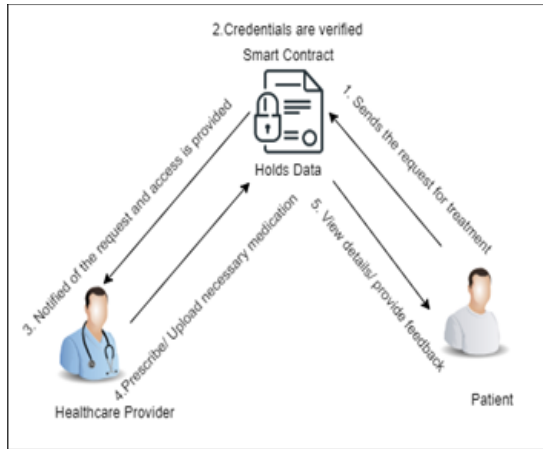 2.Credentials are verified
Smart Contract
Holds Data
1. Sends the request for treatment
3. Notified of the request and access is provided
4.Prescribe/ Upload necessary medication
5. View details/ provide feedback
Healthcare Provider
Patient